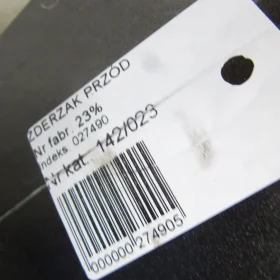 ZDERZAK PRZÓD
Nr fabr. 23%
Indeks 027490
Nr kat. 142/023
000000274905